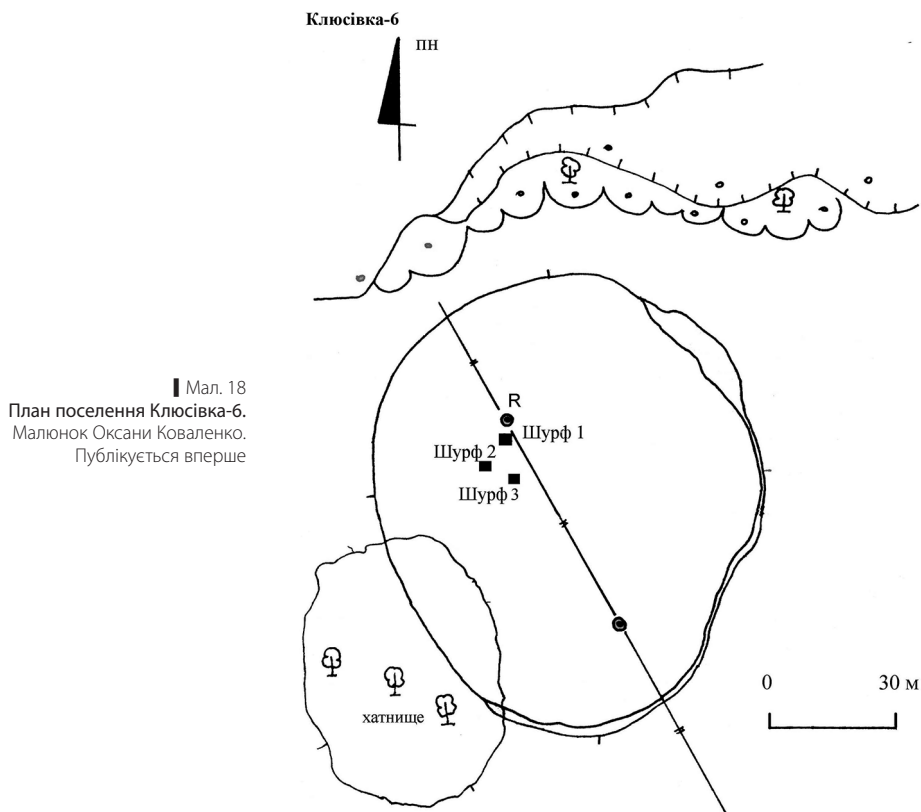 Клюсівка-6
ПН
Мал. 18
План поселення Клюсівка-6.
Малюнок Оксани Коваленко.
Публікується вперше
R
Шурф 1
Шурф 2
Шурф 3
хатнище
0 30 м